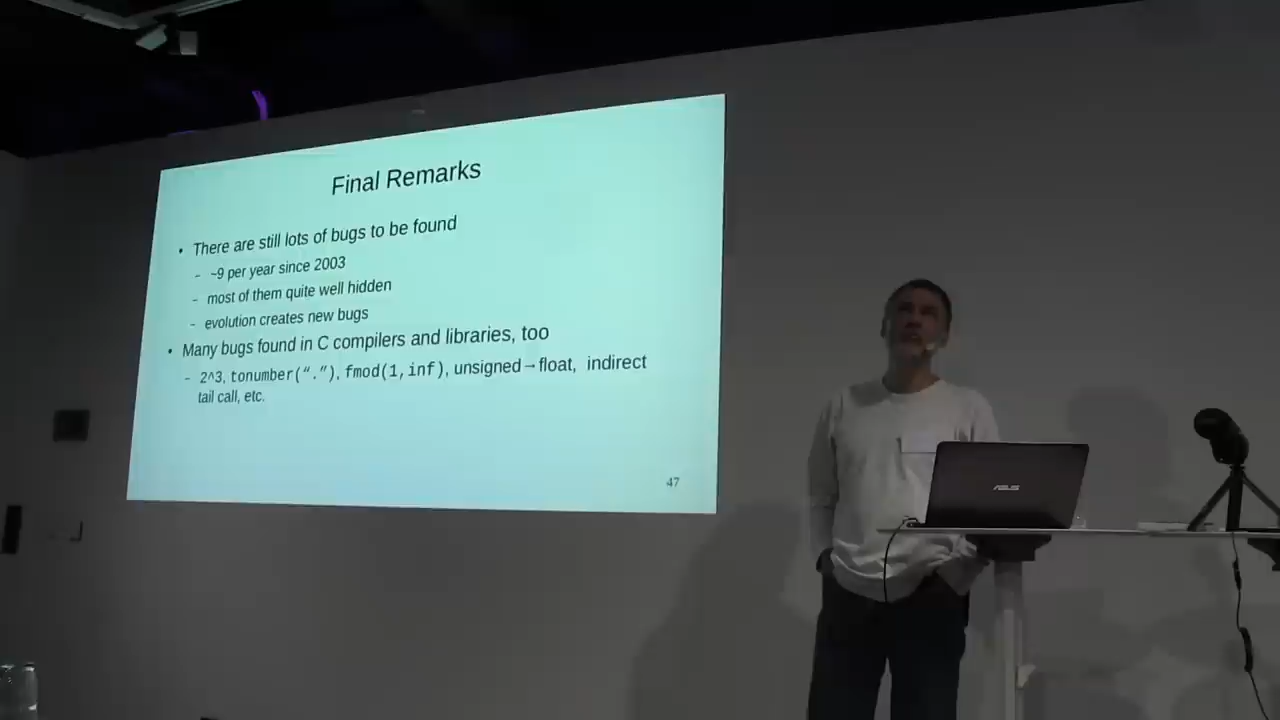 Final Remarks
• There are still lots of bugs to be found
– ~9 per year since 2003
– most of them quite well hidden
– evolution creates new bugs
• Many bugs found in C compilers and libraries, too
– 2^3, tonumber(“.”), fmod(1,inf), unsigned→float, indirect
tail call, etc.
47
ASUS